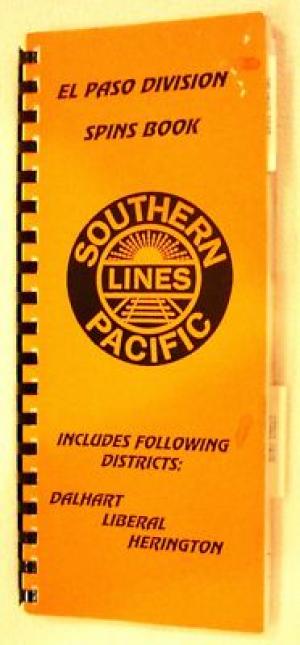 EL PASO DIVISION
SPINS BOOK
SOUTHERN
LINES
PACIFIC
INCLUDES FOLLOWING
DISTRICTS:
DALHART
LIBERAL
HERINGTON